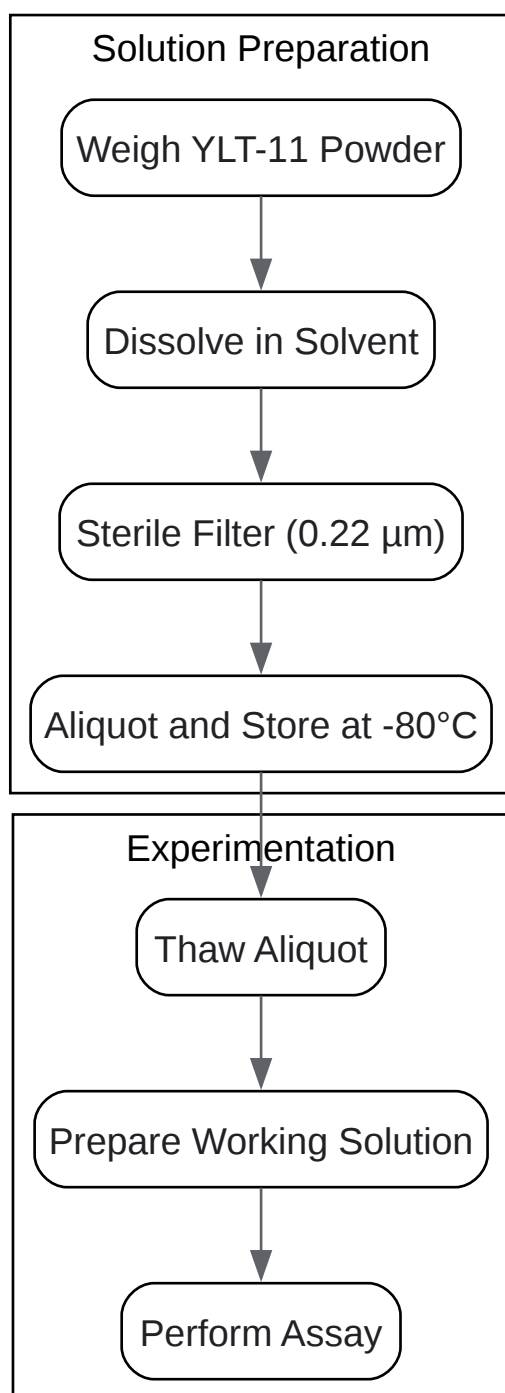 Solution Preparation
Weigh YLT-11 Powder
Dissolve in Solvent
Sterile Filter (0.22 µm)
Aliquot and Store at -80°C
Experimentation
Thaw Aliquot
Prepare Working Solution
Perform Assay